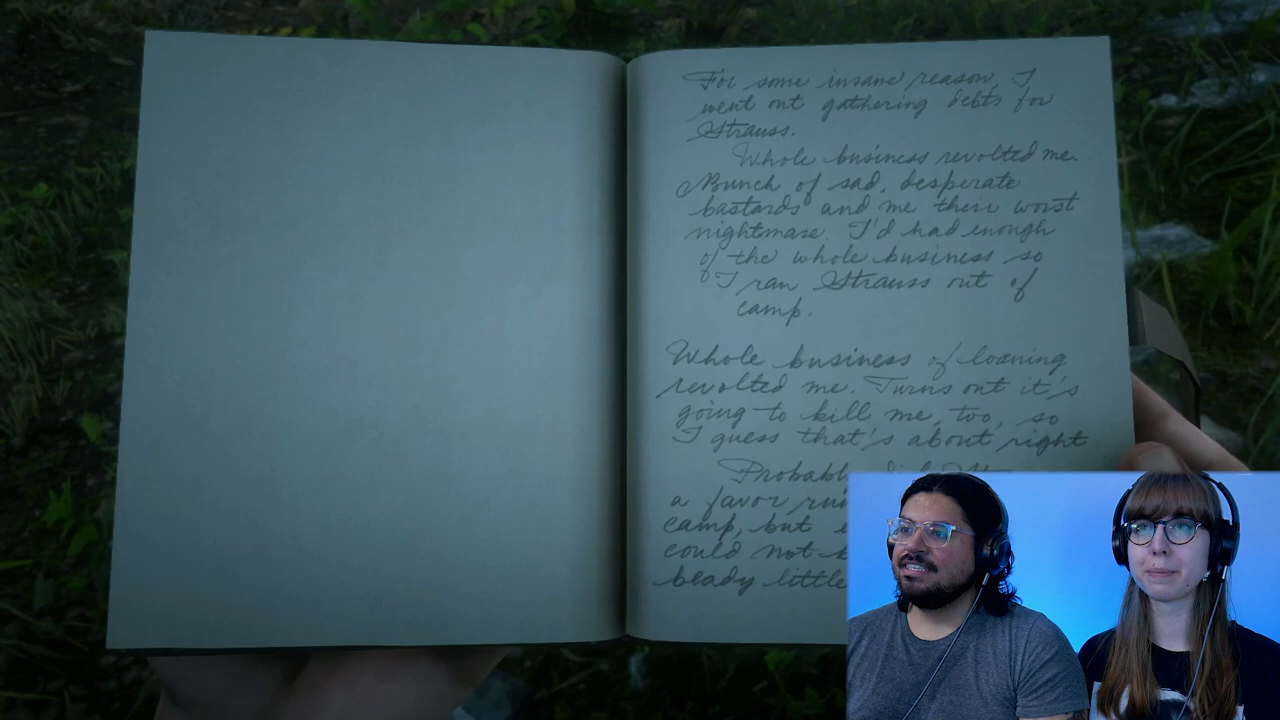 For some insane reason, I
went out gathering debts for
Strauss.
Whole business revolted me.
Bunch of sad, desperate
bastards and me their worst
nightmare. I'd had enough
of the whole business so
I ran Strauss out of
camp.
Whole business of loaning
revolted me. Turns out it's
going to kill me, too, so
I guess that's about right
a favor
camp, but
could not
beady little